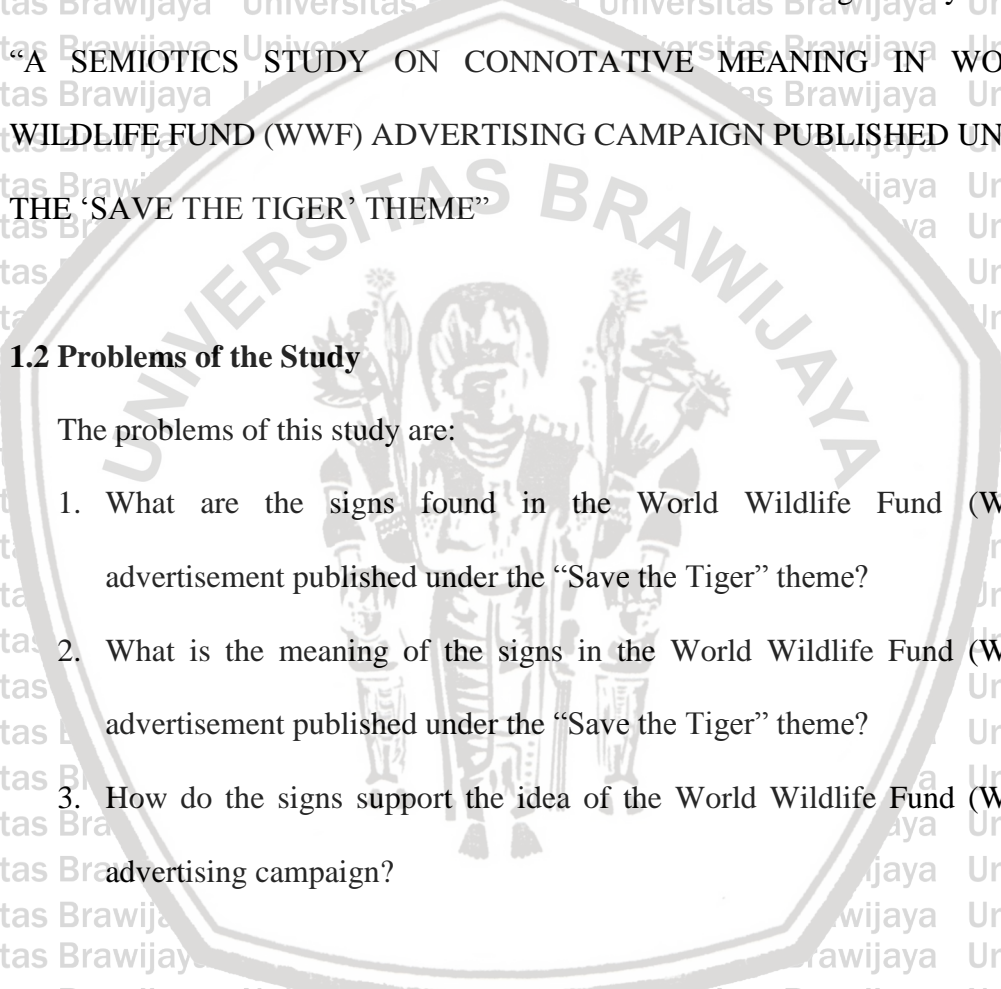 “A SEMIOTICS STUDY ON CONNOTATIVE MEANING IN WO
WILDLIFE FUND (WWF) ADVERTISING CAMPAIGN PUBLISHED UN
THE ‘SAVE THE TIGER’ THEME”
UNIVERSITAS BRAWIJAYA
1.2 Problems of the Study
The problems of this study are:
1. What are the signs found in the World Wildlife Fund (W
advertisement published under the “Save the Tiger” theme?
2. What is the meaning of the signs in the World Wildlife Fund (W
advertisement published under the “Save the Tiger” theme?
3. How do the signs support the idea of the World Wildlife Fund (W
advertising campaign?